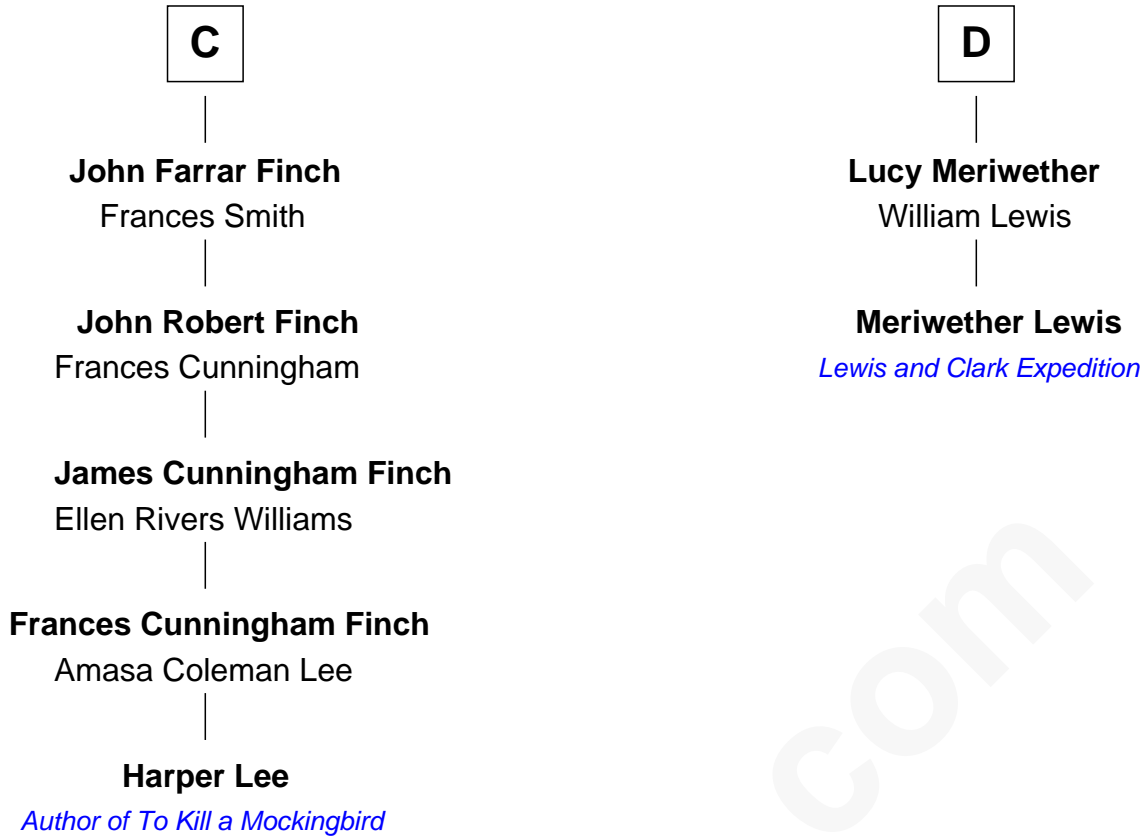 C
John Farrar Finch
Frances Smith
John Robert Finch
Frances Cunningham
James Cunningham Finch
Ellen Rivers Williams
Frances Cunningham Finch
Amasa Coleman Lee
Harper Lee
Author of To Kill a Mockingbird
D
Lucy Meriwether
William Lewis
Meriwether Lewis
Lewis and Clark Expedition
com